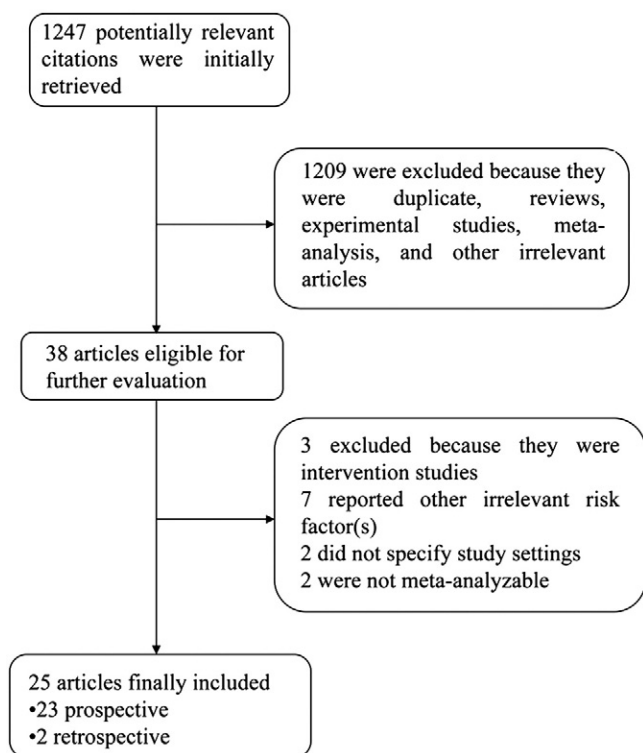 1247 potentially relevant
citations were initially
retrieved
1209 were excluded because they
were duplicate, reviews,
experimental studies, meta-
analysis, and other irrelevant
articles
38 articles eligible for
further evaluation
3 excluded because they were
intervention studies
7 reported other irrelevant risk
factor(s)
2 did not specify study settings
2 were not meta-analyzable
25 articles finally included
•23 prospective
•2 retrospective